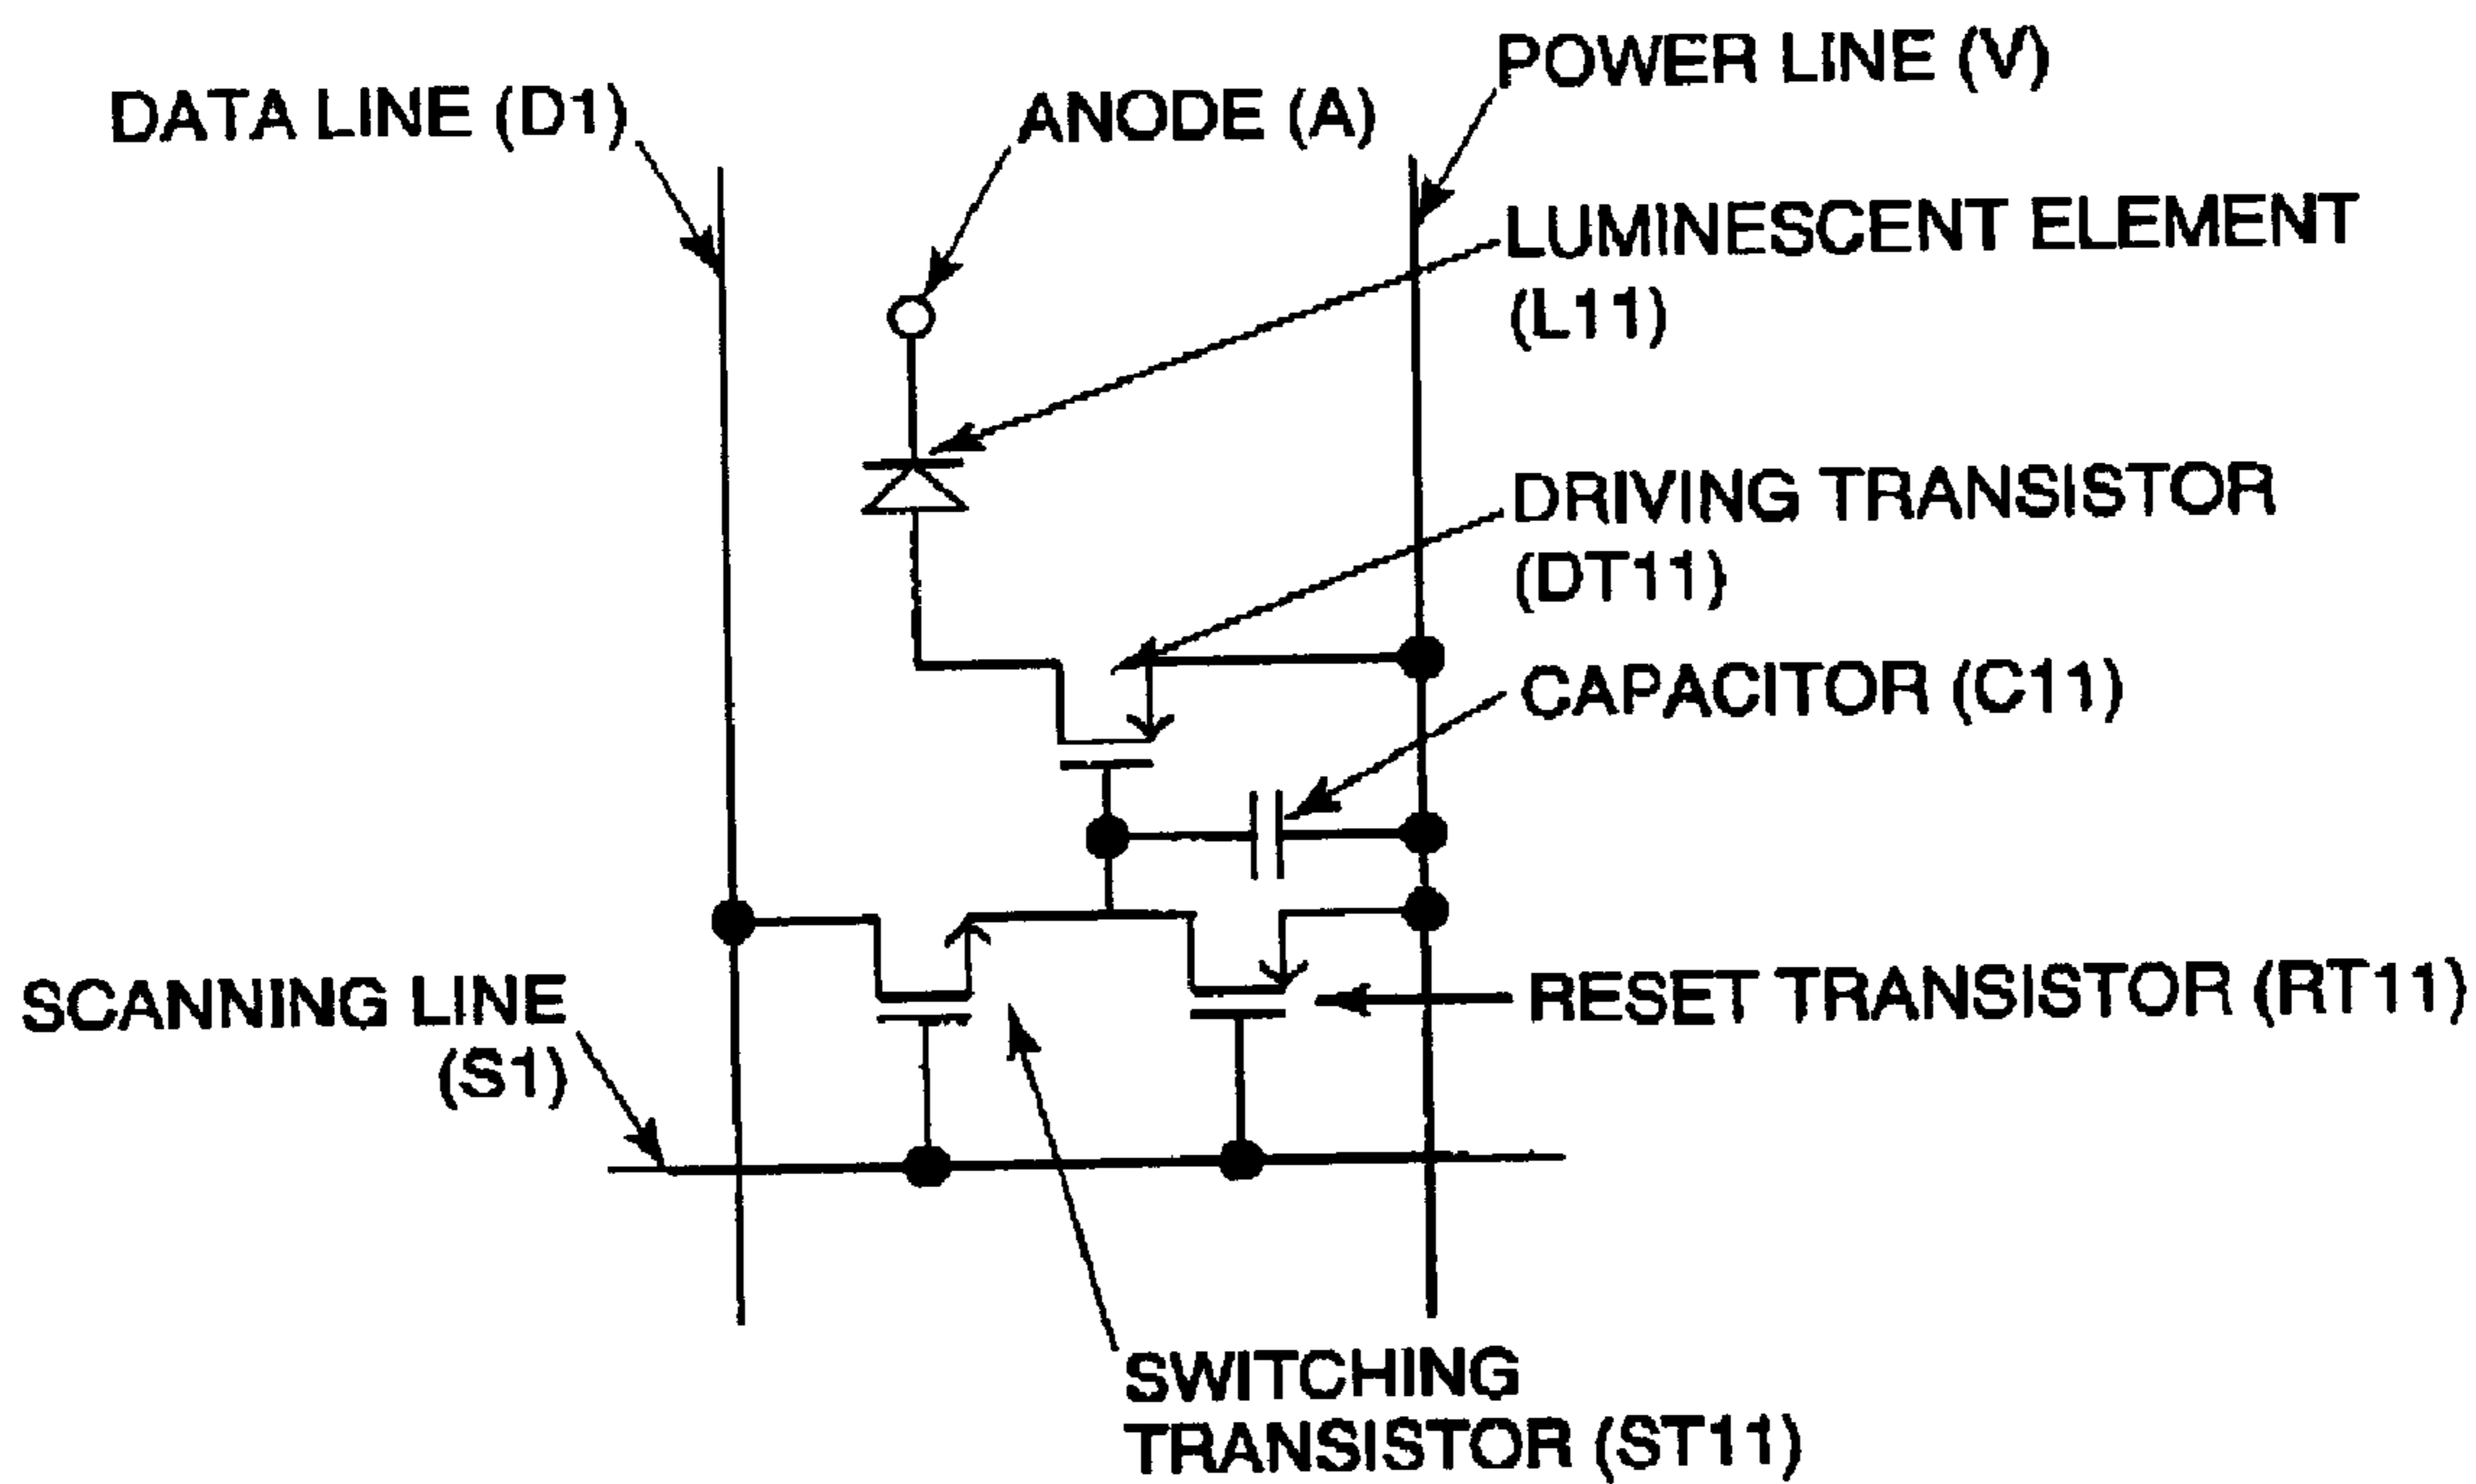 DATA LINE (D1)
ANODE (A)
POWER LINE (V)
LUMINESCENT ELEMENT
(L11)
DRIVING TRANSISTOR
(DT11)
CAPACITOR (C11)
SCANNING LINE
(S1)
RESET TRANSISTOR (RT11)
SWITCHING
TRANSISTOR (ST11)